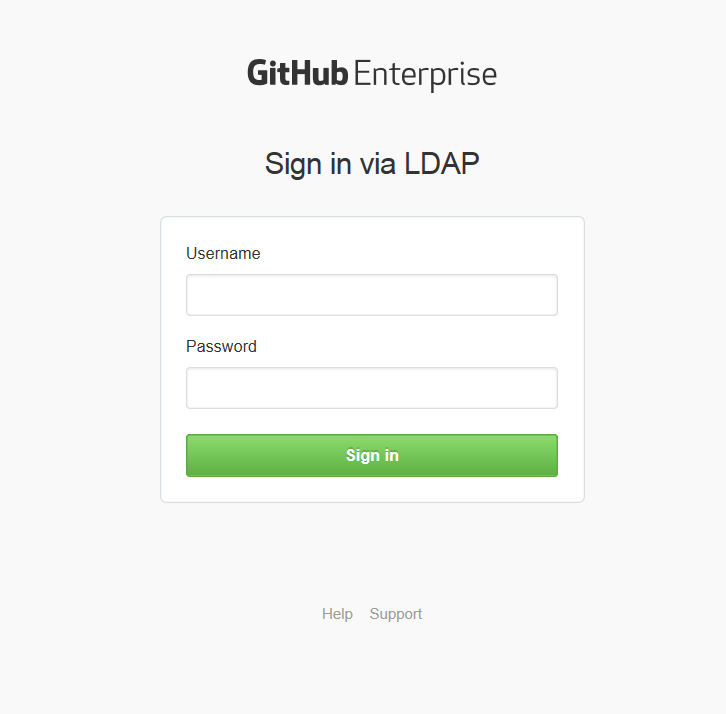 GitHub Enterprise
Sign in via LDAP
Username
Password
Sign in
Help Support